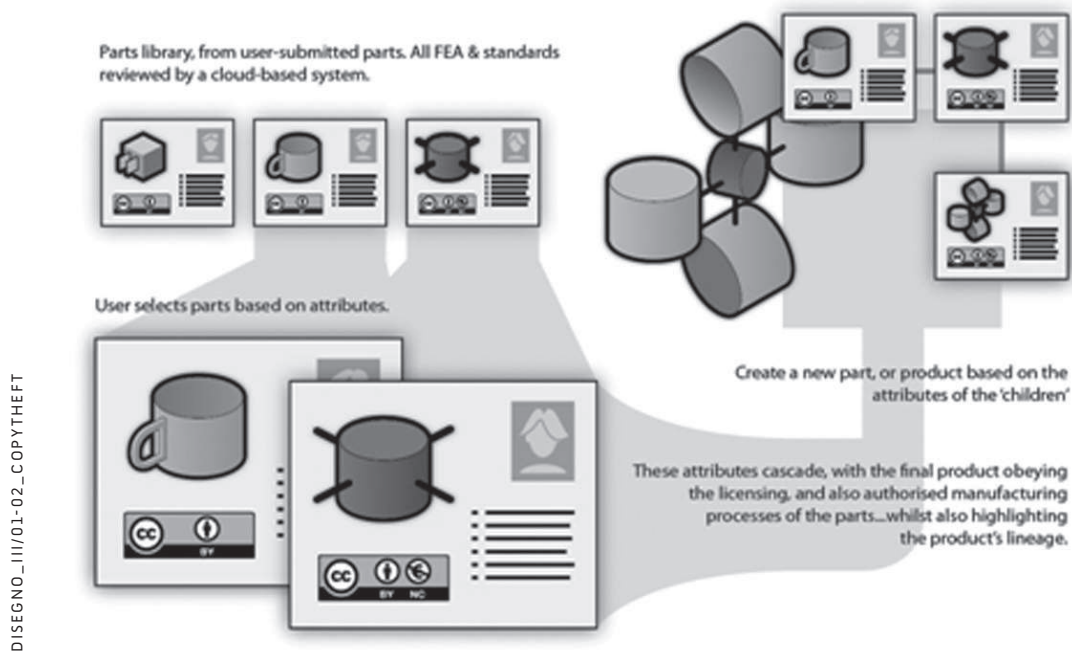 Parts library, from user-submitted parts. All FEA & standards
reviewed by a cloud-based system.
User selects parts based on attributes.
CC
BY
CC
BY NC
Create a new part, or product based on the
attributes of the 'children'
These attributes cascade, with the final product obeying
the licensing, and also authorised manufacturing
processes of the parts...whilst also highlighting
the product's lineage.
DISEGNO_III/01-02_COPYTHEFT